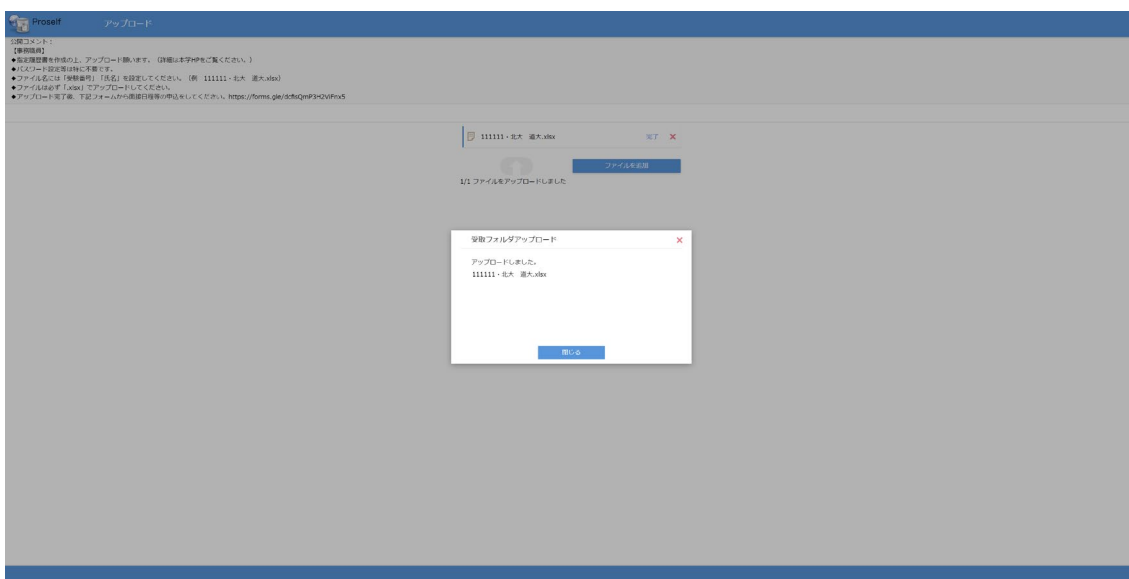 Proself アップロード
公開コメント：
【事務職員】
◆指定履歴書を作成の上、アップロード願います。（詳細は本学HPをご覧ください。）
◆パスワード設定等は特に不要です。
◆ファイル名には「受験番号」「氏名」を設定してください。（例　111111・北大　道大.xlsx）
◆ファイルは必ず「.xlsx」でアップロードしてください。
◆アップロード完了後、下記フォームから面接日程等の申込をしてください。
111111・北大　道大.xlsx 完了
ファイルを追加
1/1 ファイルをアップロードしました
受取フォルダアップロード
アップロードしました。
111111・北大　道大.xlsx
閉じる